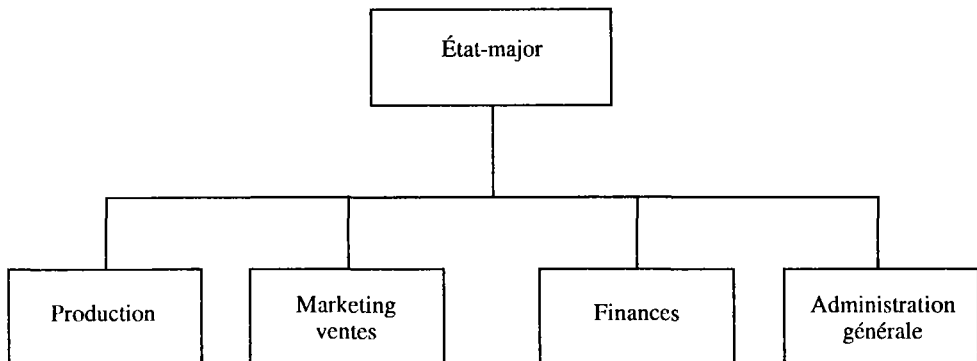 État-major
Production
Marketing
ventes
Finances
Administration
générale